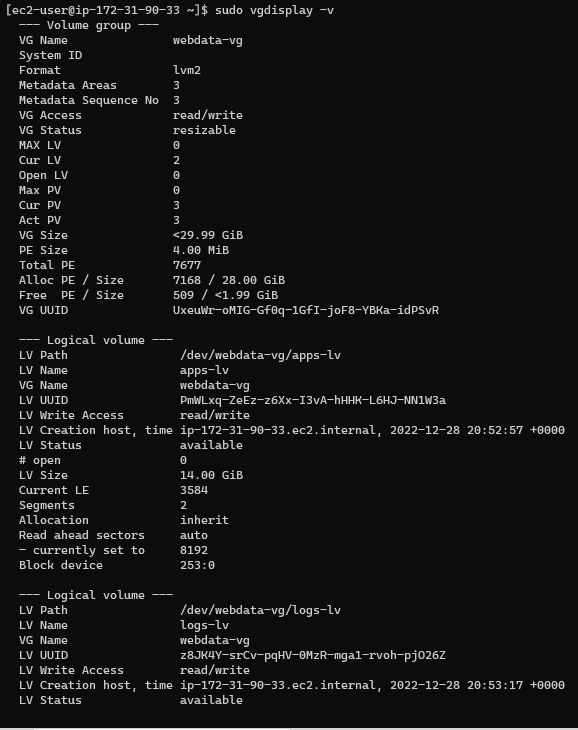 [ec2-user@ip-172-31-90-33 ~]$ sudo vgdisplay -v
--- Volume group ---
VG Name webdata-vg
System ID
Format lvm2
Metadata Areas 3
Metadata Sequence No 3
VG Access read/write
VG Status resizable
MAX LV 0
Cur LV 2
Open LV 0
Max PV 0
Cur PV 3
Act PV 3
VG Size <29.99 GiB
PE Size 4.00 MiB
Total PE 7677
Alloc PE / Size 7168 / 28.00 GiB
Free PE / Size 509 / <1.99 GiB
VG UUID UxeuWr-oMIG-Gf0q-1GfI-joF8-YBKa-idPSvR
--- Logical volume ---
LV Path /dev/webdata-vg/apps-lv
LV Name apps-lv
VG Name webdata-vg
LV UUID PmWLxq-ZeEz-z6Xx-I3vA-hHHK-L6HJ-NN1W3a
LV Write Access read/write
LV Creation host, time ip-172-31-90-33.ec2.internal, 2022-12-28 20:52:57 +0000
LV Status available
# open 0
LV Size 14.00 GiB
Current LE 3584
Segments 2
Allocation inherit
Read ahead sectors auto
- currently set to 8192
Block device 253:0
--- Logical volume ---
LV Path /dev/webdata-vg/logs-lv
LV Name logs-lv
VG Name webdata-vg
LV UUID z8JK4Y-srCv-pqHV-0MzR-mga1-rvoh-pjO26Z
LV Write Access read/write
LV Creation host, time ip-172-31-90-33.ec2.internal, 2022-12-28 20:53:17 +0000
LV Status available